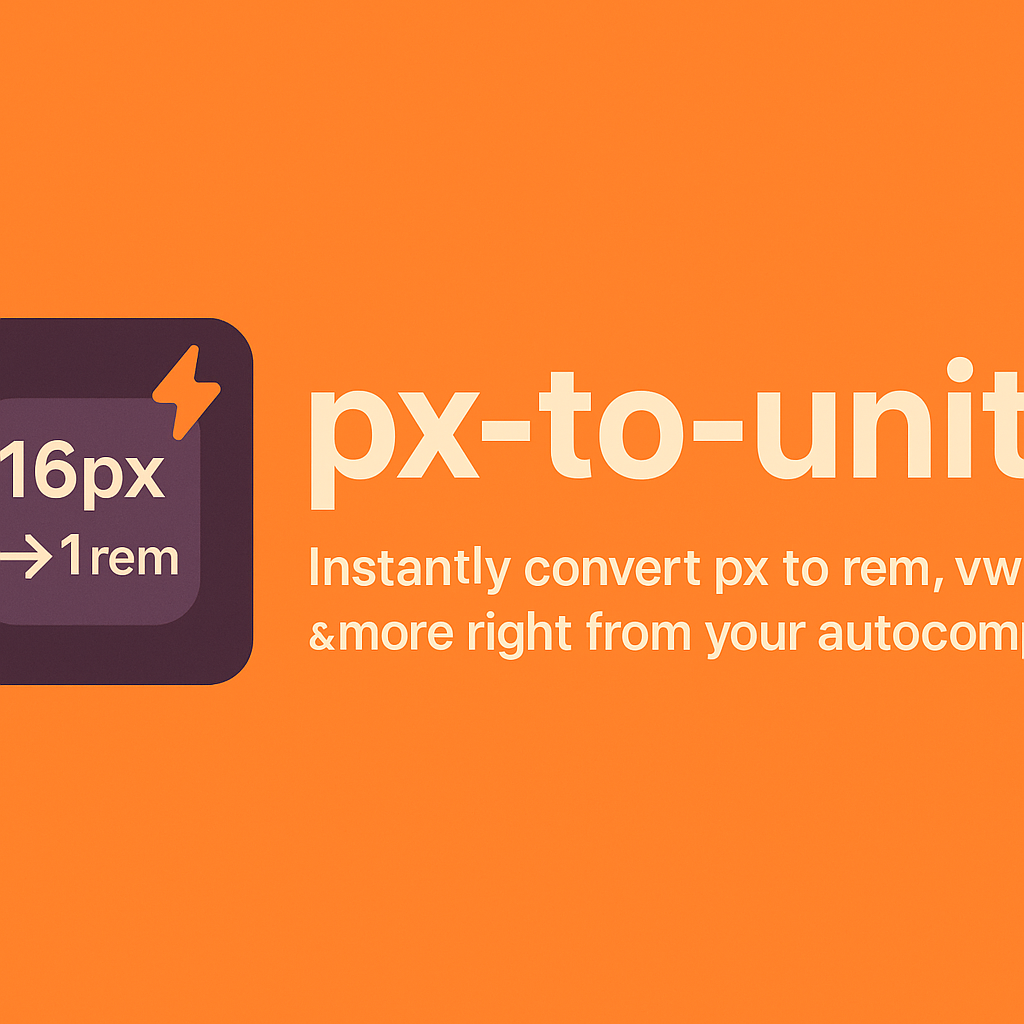 16px
→1rem
px-to-unit
Instantly convert px to rem, vw
&more right from your autocomp